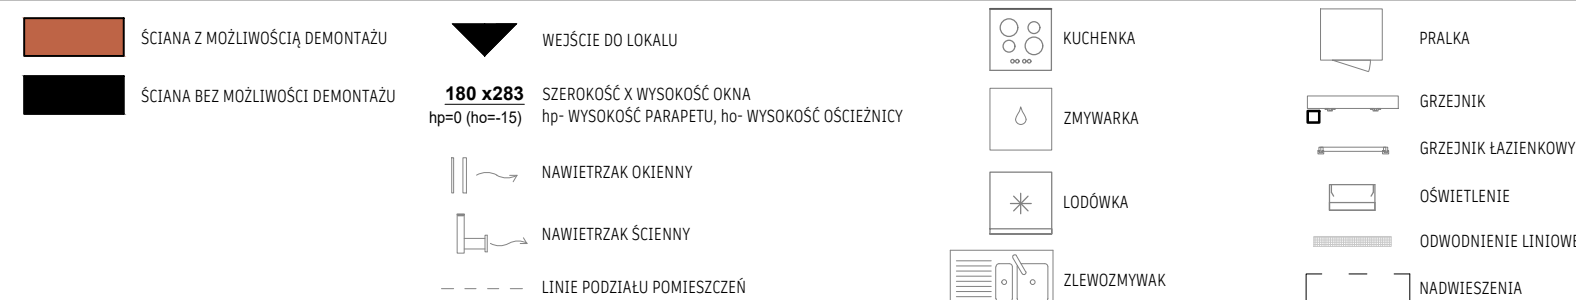 ŚCIANA Z MOŻLIWOŚCIĄ DEMONTAŻU
ŚCIANA BEZ MOŻLIWOŚCI DEMONTAŻU
WEJŚCIE DO LOKALU
180 x283
hp=0 (ho=-15)
SZEROKOŚĆ X WYSOKOŚĆ OKNA
hp- WYSOKOŚĆ PARAPETU, ho- WYSOKOŚĆ OŚCIEŻNICY
NAWIETRZAK OKIENNY
NAWIETRZAK ŚCIENNY
LINIE PODZIAŁU POMIESZCZEŃ
KUCHENKA
ZMYWARKA
LODÓWKA
ZLEWOZMYWAK
PRALKA
GRZEJNIK
GRZEJNIK ŁAZIENKOWY
OŚWIETLENIE
ODWODNIENIE LINIOWE
NADWIESZENIA